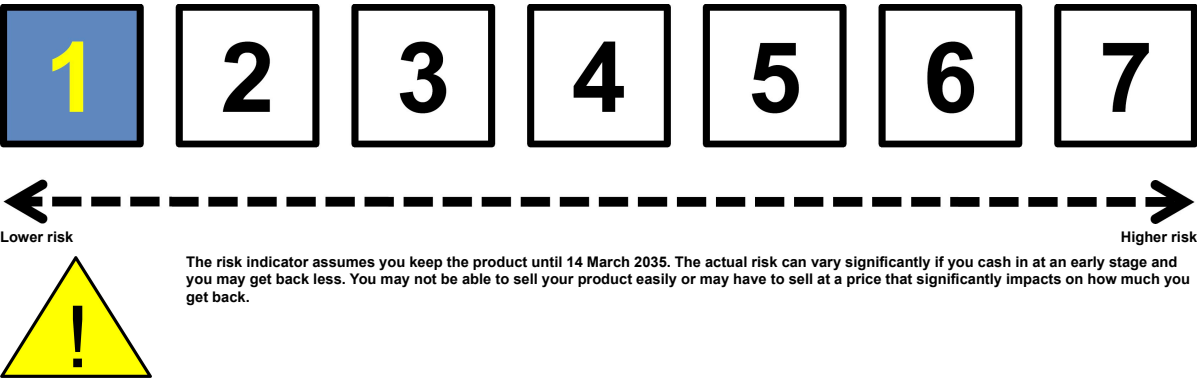 1 2 3 4 5 6 7
Lower risk Higher risk
The risk indicator assumes you keep the product until 14 March 2035. The actual risk can vary significantly if you cash in at an early stage and
you may get back less. You may not be able to sell your product easily or may have to sell at a price that significantly impacts on how much you
get back.
!